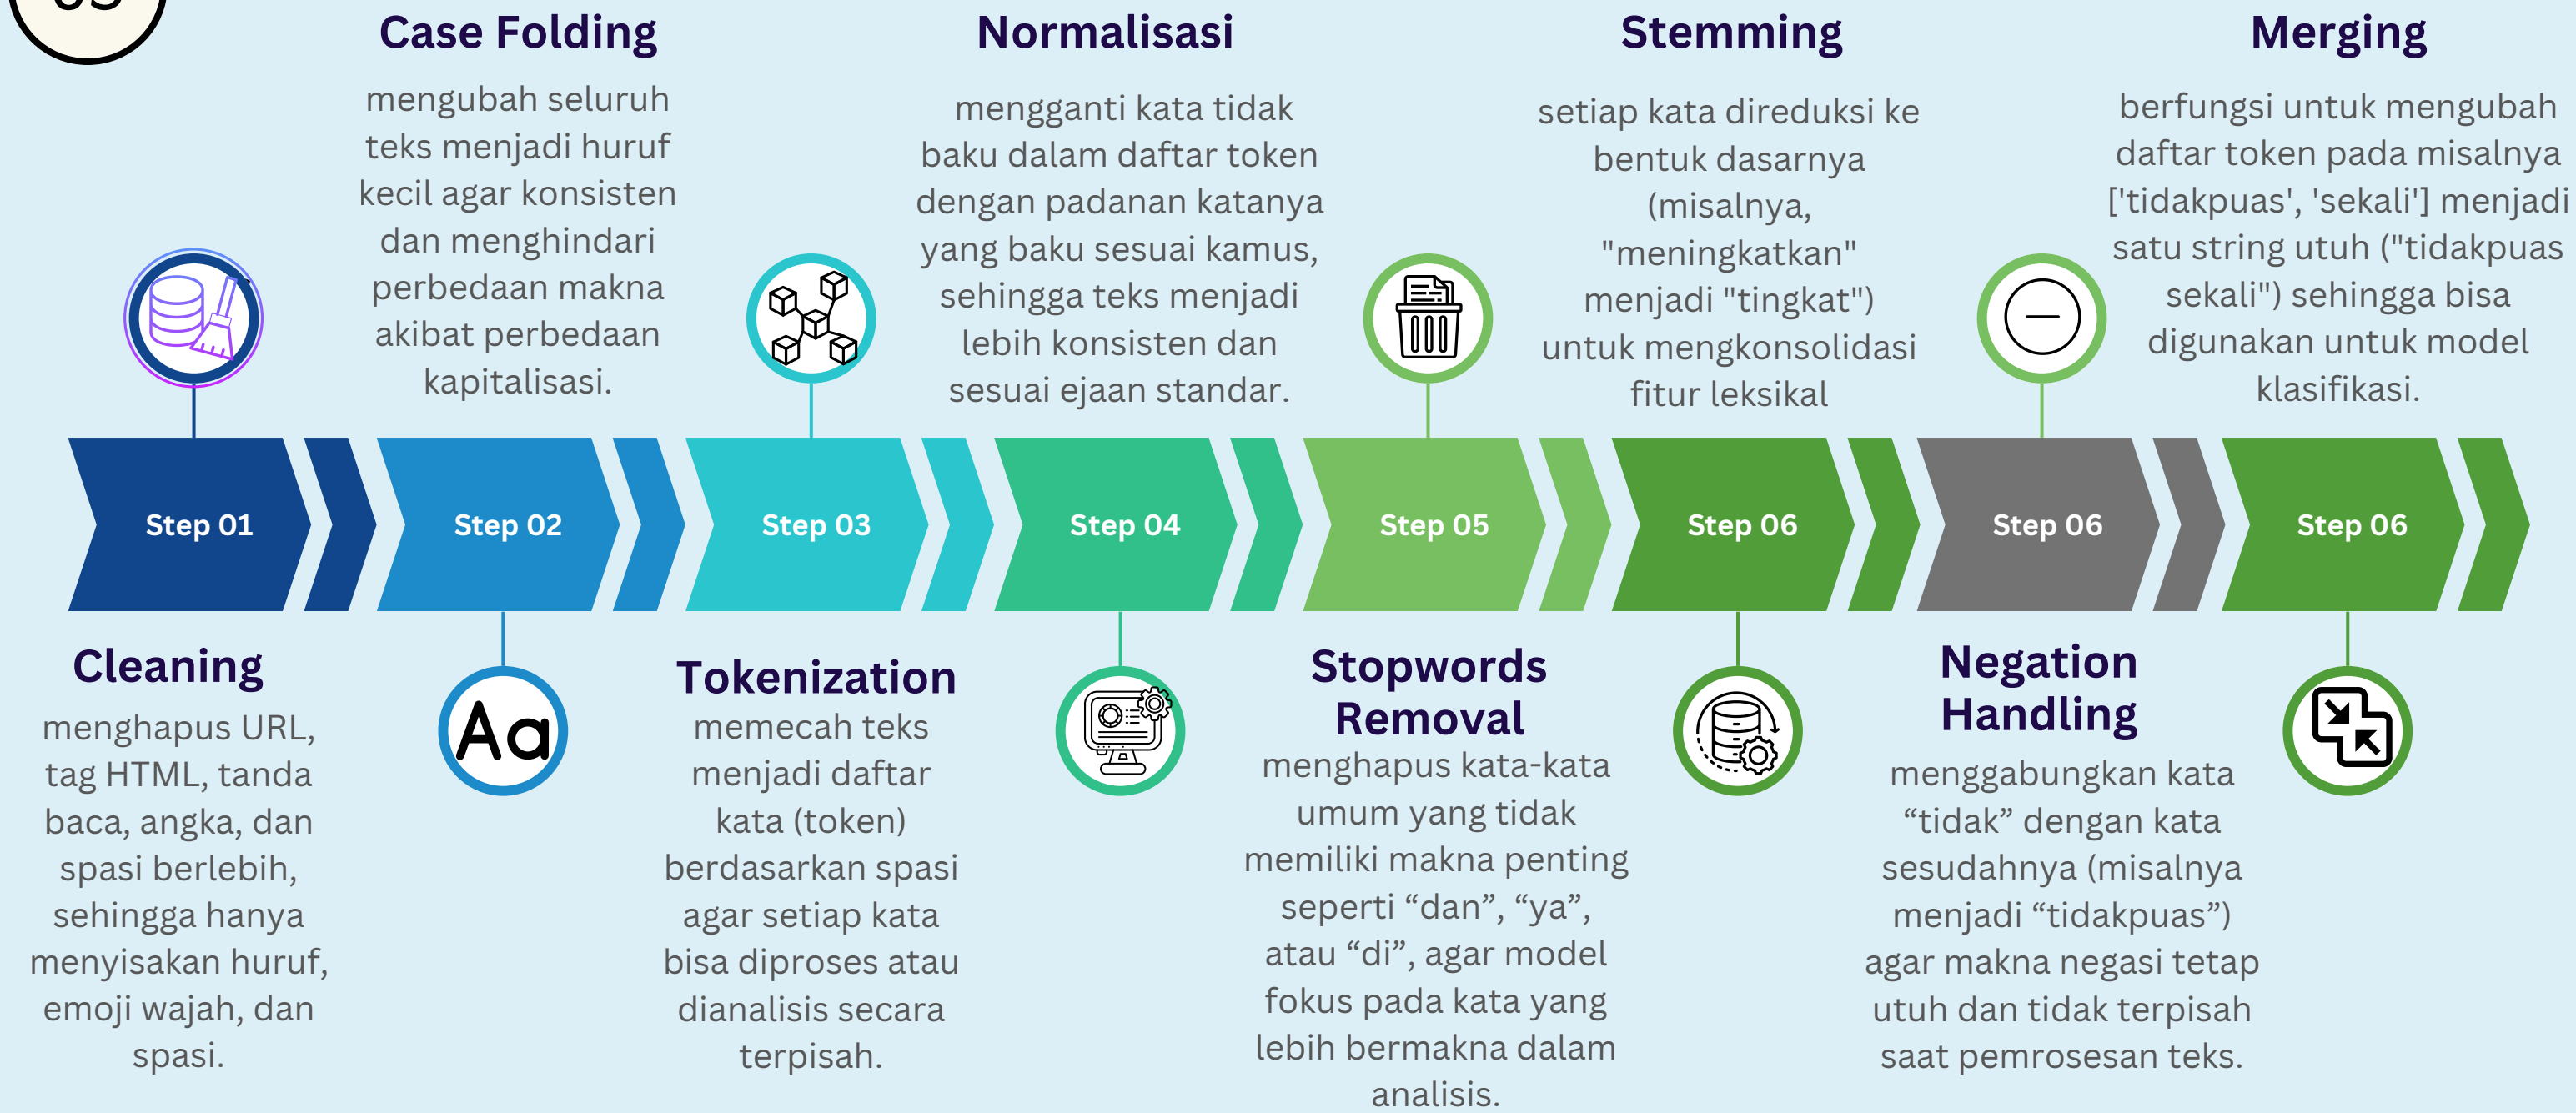 Case Folding
mengubah seluruh
teks menjadi huruf
kecil agar konsisten
dan menghindari
perbedaan makna
akibat perbedaan
kapitalisasi.
Normalisasi
mengganti kata tidak
baku dalam daftar token
dengan padanan katanya
yang baku sesuai kamus,
sehingga teks menjadi
lebih konsisten dan
sesuai ejaan standar.
Stemming
setiap kata direduksi ke
bentuk dasarnya
(misalnya,
"meningkatkan"
menjadi "tingkat")
untuk mengkonsolidasi
fitur leksikal
Merging
berfungsi untuk mengubah
daftar token pada misalnya
['tidakpuas', 'sekali'] menjadi
satu string utuh ("tidakpuas
sekali") sehingga bisa
digunakan untuk model
klasifikasi.
Step 01
Step 02
Step 03
Step 04
Step 05
Step 06
Step 06
Step 06
Cleaning
menghapus URL,
tag HTML, tanda
baca, angka, dan
spasi berlebih,
sehingga hanya
menyisakan huruf,
emoji wajah, dan
spasi.
Aa
Tokenization
memecah teks
menjadi daftar
kata (token)
berdasarkan spasi
agar setiap kata
bisa diproses atau
dianalisis secara
terpisah.
Stopwords
Removal
menghapus kata-kata
umum yang tidak
memiliki makna penting
seperti “dan”, “ya”,
atau “di”, agar model
fokus pada kata yang
lebih bermakna dalam
analisis.
Negation
Handling
menggabungkan kata
“tidak” dengan kata
sesudahnya (misalnya
menjadi “tidakpuas”)
agar makna negasi tetap
utuh dan tidak terpisah
saat pemrosesan teks.